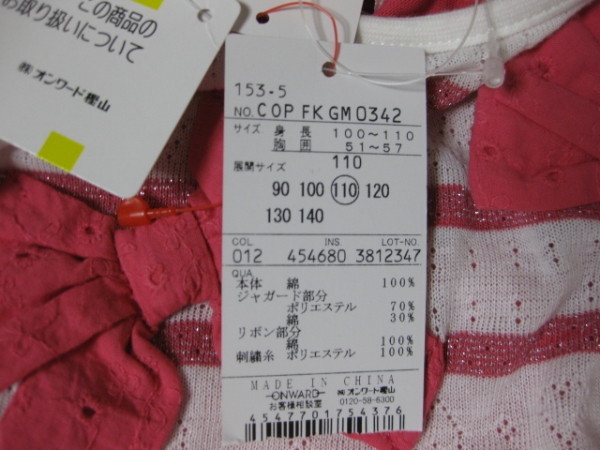 この商品の
お取り扱いについて
㈱オンワード樫山
153-5
NO. COP FK GM0342
サイズ 身長 100～110
胸囲 51～57
展開サイズ 110
90 100 110 120
130 140
COL. INS. LOT-NO.
012 454680 3812347
QUA.
本体 綿 100%
ジャガード部分
ポリエステル 70%
綿 30%
リボン部分
綿 100%
刺繍糸 ポリエステル 100%
MADE IN CHINA
ONWARD ㈱オンワード樫山
お客様相談室 0120-58-6300
4547701754376